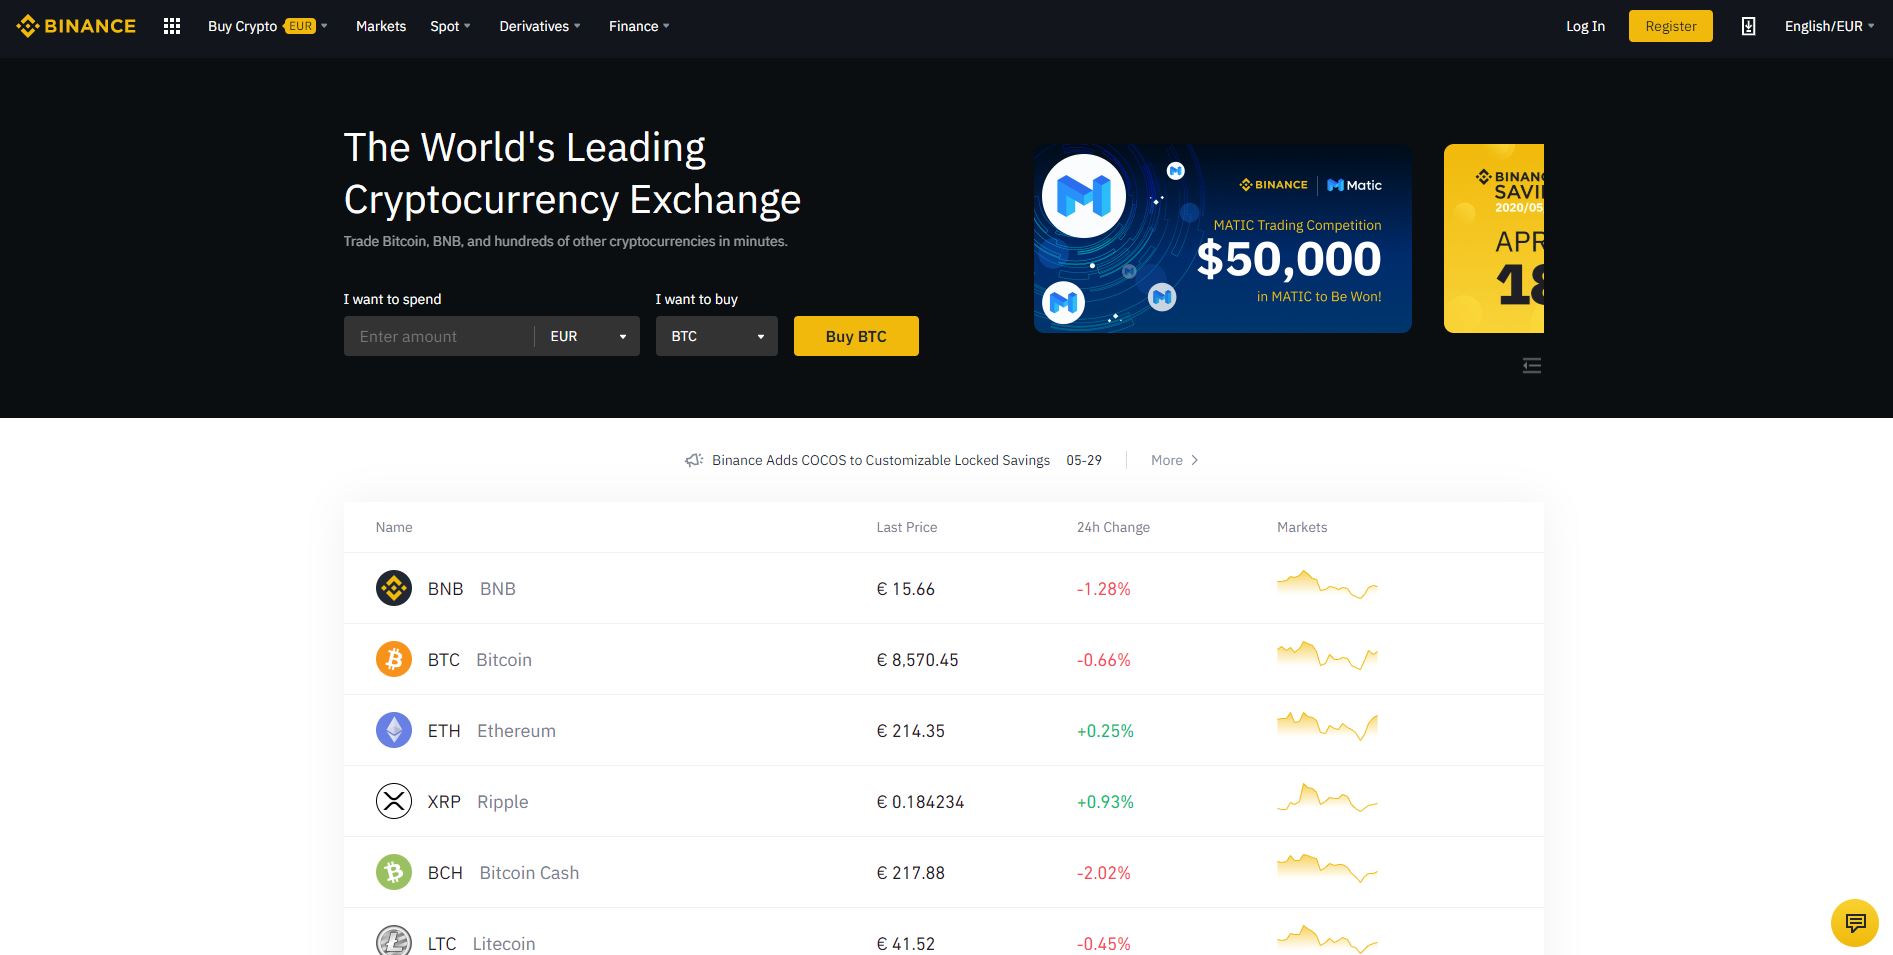 BINANCE
Buy Crypto EUR
Markets
Spot
Derivatives
Finance
Log In
Register
English/EUR
The World's Leading
Cryptocurrency Exchange
Trade Bitcoin, BNB, and hundreds of other cryptocurrencies in minutes.
I want to spend
I want to buy
Enter amount
EUR
BTC
Buy BTC
BINANCE | Matic
MATIC Trading Competition
$50,000
in MATIC to Be Won!
2020/05
APR
Binance Adds COCOS to Customizable Locked Savings 05-29
More
Name Last Price 24h Change Markets
BNB BNB € 15.66 -1.28%
BTC Bitcoin € 8,570.45 -0.66%
ETH Ethereum € 214.35 +0.25%
XRP Ripple € 0.184234 +0.93%
BCH Bitcoin Cash € 217.88 -2.02%
LTC Litecoin € 41.52 -0.45%